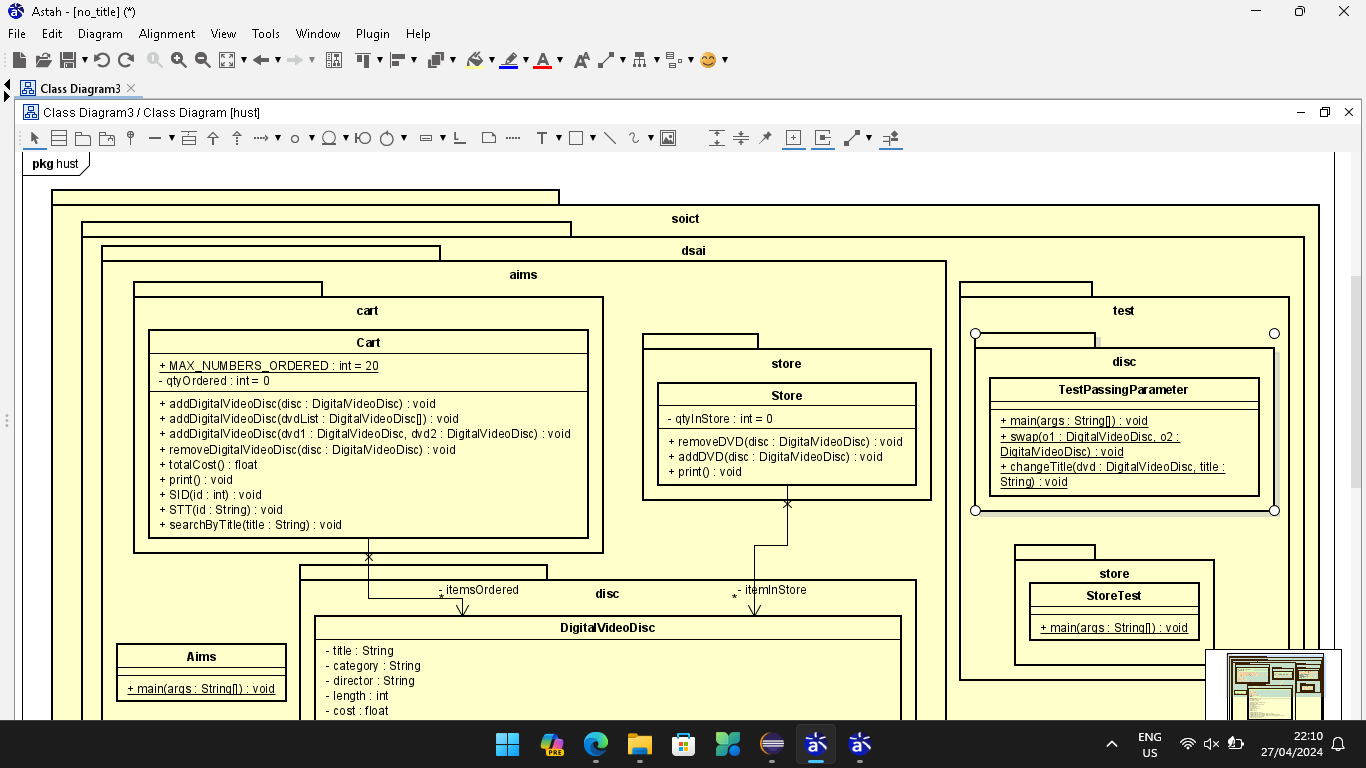 Astah - [no_title] (*)
File Edit Diagram Alignment View Tools Window Plugin Help
Class Diagram3
Class Diagram3 / Class Diagram [hust]
pkg hust
soict
dsai
aims
cart
Cart
+ MAX_NUMBERS_ORDERED : int = 20
- qtyOrdered : int = 0
+ addDigitalVideoDisc(disc : DigitalVideoDisc) : void
+ addDigitalVideoDisc(dvdList : DigitalVideoDisc[]) : void
+ addDigitalVideoDisc(dvd1 : DigitalVideoDisc, dvd2 : DigitalVideoDisc) : void
+ removeDigitalVideoDisc(disc : DigitalVideoDisc) : void
+ totalCost() : float
+ print() : void
+ SID(id : int) : void
+ STT(id : String) : void
+ searchByTitle(title : String) : void
store
Store
- qtyInStore : int = 0
+ removeDVD(disc : DigitalVideoDisc) : void
+ addDVD(disc : DigitalVideoDisc) : void
+ print() : void
test
disc
TestPassingParameter
+ main(args : String[]) : void
+ swap(o1 : DigitalVideoDisc, o2 :
DigitalVideoDisc) : void
+ changeTitle(dvd : DigitalVideoDisc, title :
String) : void
store
StoreTest
+ main(args : String[]) : void
- itemsOrdered
*
- itemInStore
*
disc
DigitalVideoDisc
- title : String
- category : String
- director : String
- length : int
- cost : float
Aims
+ main(args : String[]) : void
PRE
ENG
US
22:10
27/04/2024